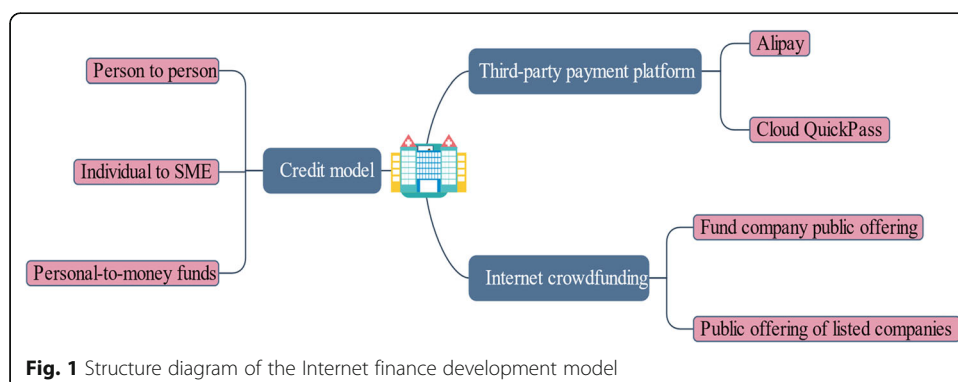 Person to person
Individual to SME
Personal-to-money funds
Credit model
Third-party payment platform
Alipay
Cloud QuickPass
Internet crowdfunding
Fund company public offering
Public offering of listed companies
Fig. 1 Structure diagram of the Internet finance development model